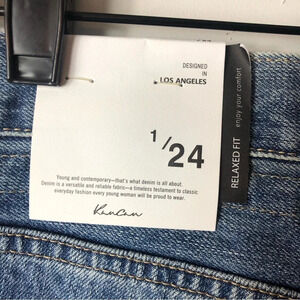 DESIGNED
IN
LOS ANGELES
1/24
RELAXED FIT enjoy your comfort
Young and contemporary—that's what denim is all about.
Denim is a versatile and reliable fabric—a timeless testament to classic
everyday fashion every young woman will be proud to wear.
KanCan